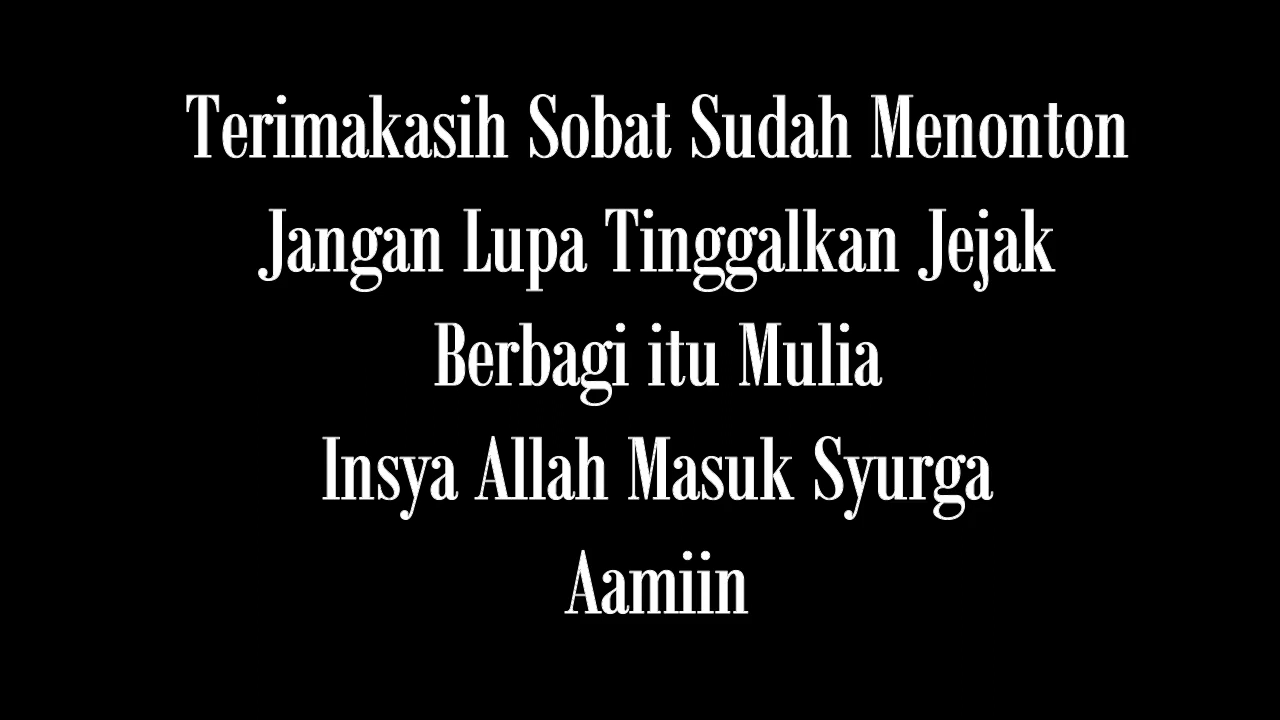 Terimakasih Sobat Sudah Menonton
Jangan Lupa Tinggalkan Jejak
Berbagi itu Mulia
Insya Allah Masuk Syurga
Aamiin